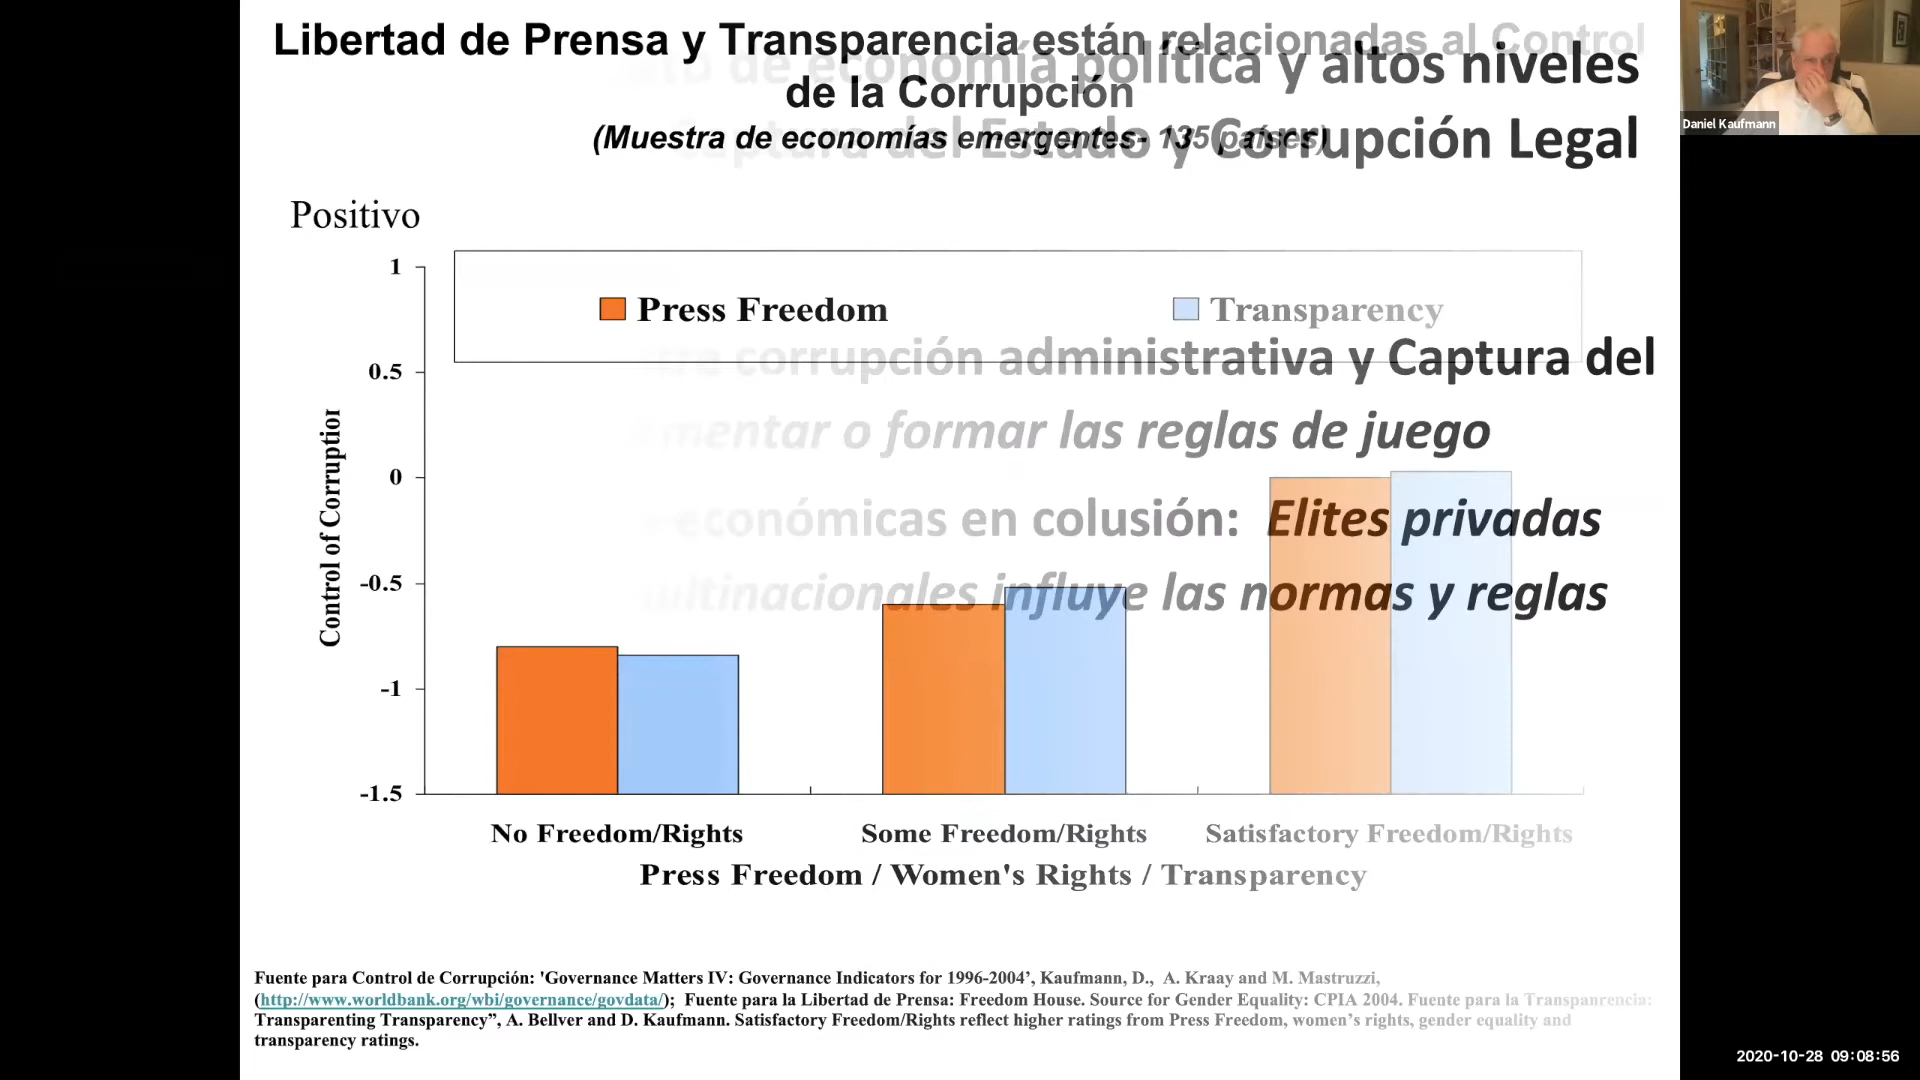 Libertad de Prensa y Transparencia están relacionadas al Control
de la Corrupción
(Muestra de economías emergentes- 135 países)
de economía política y altos niveles
Captura del Estado y Corrupción Legal
Daniel Kaufmann
Positivo
1
Press Freedom
Transparency
corrupción administrativa y Captura del
0.5
o formar las reglas de juego
0
económicas en colusión: Elites privadas
-0.5
influye las normas y reglas
Control of Corruption
-1
-1.5
No Freedom/Rights
Some Freedom/Rights
Satisfactory Freedom/Rights
Press Freedom / Women's Rights / Transparency
Fuente para Control de Corrupción: 'Governance Matters IV: Governance Indicators for 1996-2004’, Kaufmann, D., A. Kraay and M. Mastruzzi,
(http://www.worldbank.org/wbi/governance/govdata/); Fuente para la Libertad de Prensa: Freedom House. Source for Gender Equality: CPIA 2004. Fuente para la Transpanrencia:
Transparenting Transparency”, A. Bellver and D. Kaufmann. Satisfactory Freedom/Rights reflect higher ratings from Press Freedom, women’s rights, gender equality and
transparency ratings.
2020-10-28 09:08:56